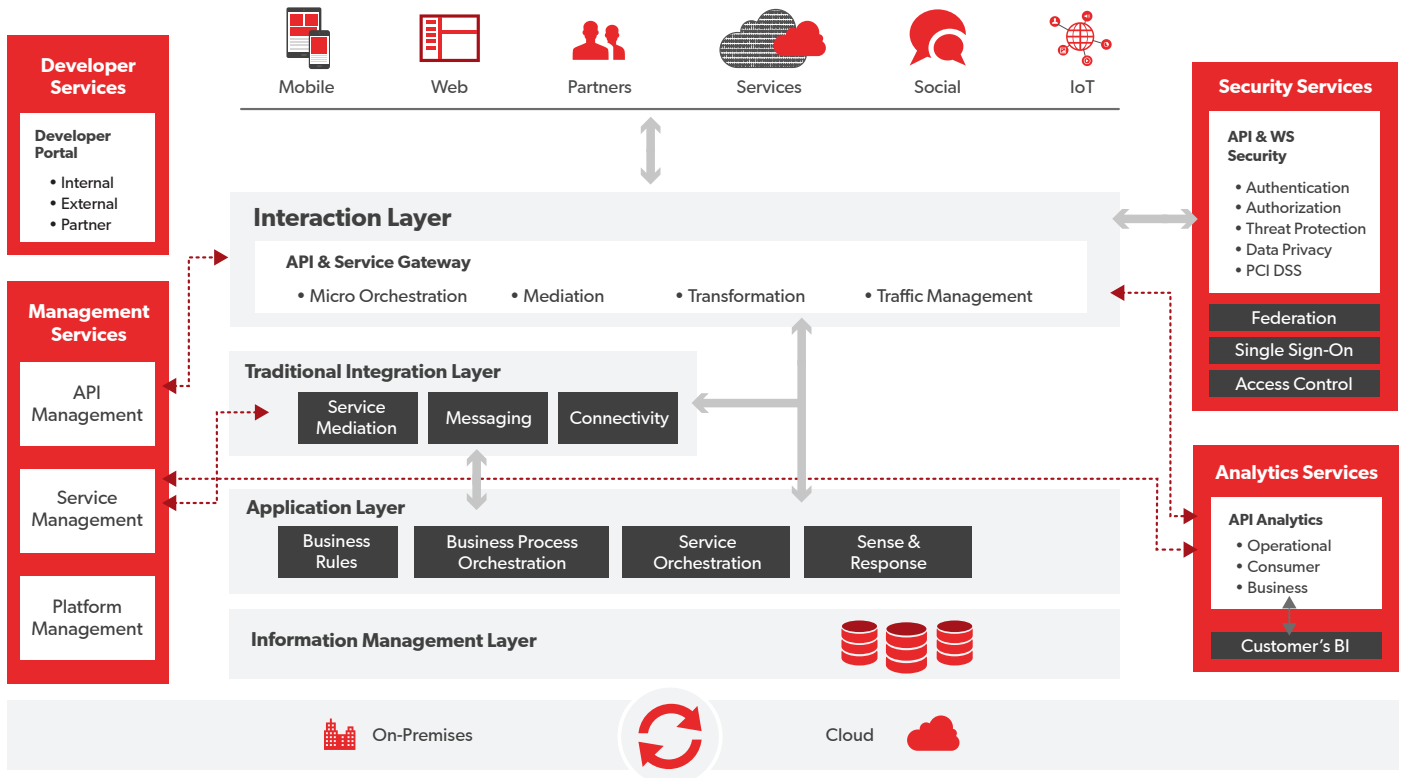 Mobile
Web
Partners
Services
Social
IoT
Developer
Services
Developer
Portal
• Internal
• External
• Partner
Management
Services
API
Management
Service
Management
Platform
Management
Interaction Layer
API & Service Gateway
• Micro Orchestration
• Mediation
• Transformation
• Traffic Management
Traditional Integration Layer
Service
Mediation
Messaging
Connectivity
Application Layer
Business
Rules
Business Process
Orchestration
Service
Orchestration
Sense &
Response
Information Management Layer
Security Services
API & WS
Security
• Authentication
• Authorization
• Threat Protection
• Data Privacy
• PCI DSS
Federation
Single Sign-On
Access Control
Analytics Services
API Analytics
• Operational
• Consumer
• Business
Customer’s BI
On-Premises
Cloud